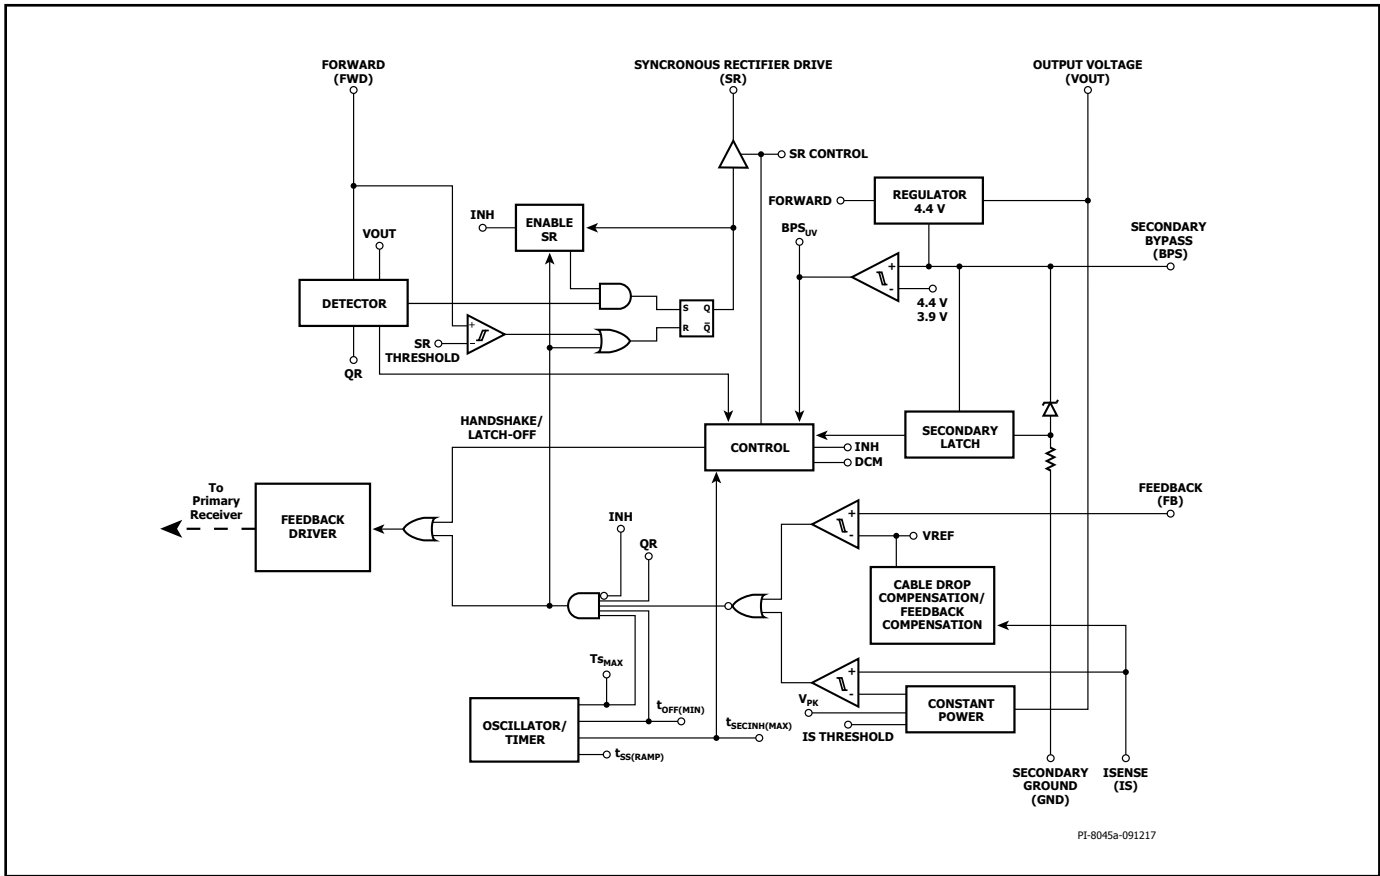 FORWARD
(FWD)
SYNCRONOUS RECTIFIER DRIVE
(SR)
OUTPUT VOLTAGE
(VOUT)
SR CONTROL
REGULATOR
4.4 V
FORWARD
INH
ENABLE
SR
BPSUV
SECONDARY
BYPASS
(BPS)
VOUT
DETECTOR
+
-
4.4 V
3.9 V
S Q
R Q̅
+
-
SR
THRESHOLD
QR
HANDSHAKE/
LATCH-OFF
CONTROL
INH
DCM
SECONDARY
LATCH
To
Primary
Receiver
FEEDBACK
DRIVER
INH
QR
FEEDBACK
(FB)
+
-
VREF
CABLE DROP
COMPENSATION/
FEEDBACK
COMPENSATION
TsMAX
+
-
OSCILLATOR/
TIMER
tOFF(MIN)
tSECINH(MAX)
tSS(RAMP)
VPK
IS THRESHOLD
CONSTANT
POWER
SECONDARY
GROUND
(GND)
ISENSE
(IS)
PI-8045a-091217